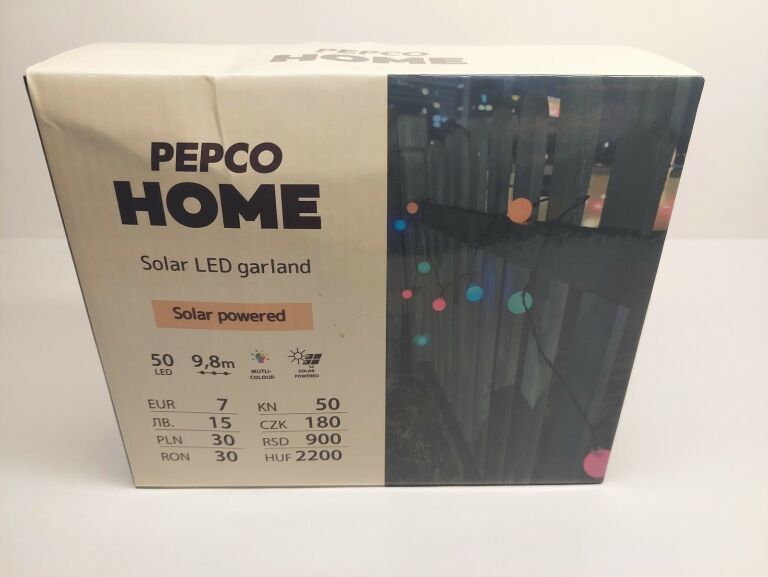 PEPCO
HOME
PEPCO
HOME
Solar LED garland
Solar powered
50 LED
9,8m
MUTLI-COLOUR
SOLAR POWERED
EUR 7 KN 50
ЛВ. 15 CZK 180
PLN 30 RSD 900
RON 30 HUF 2200